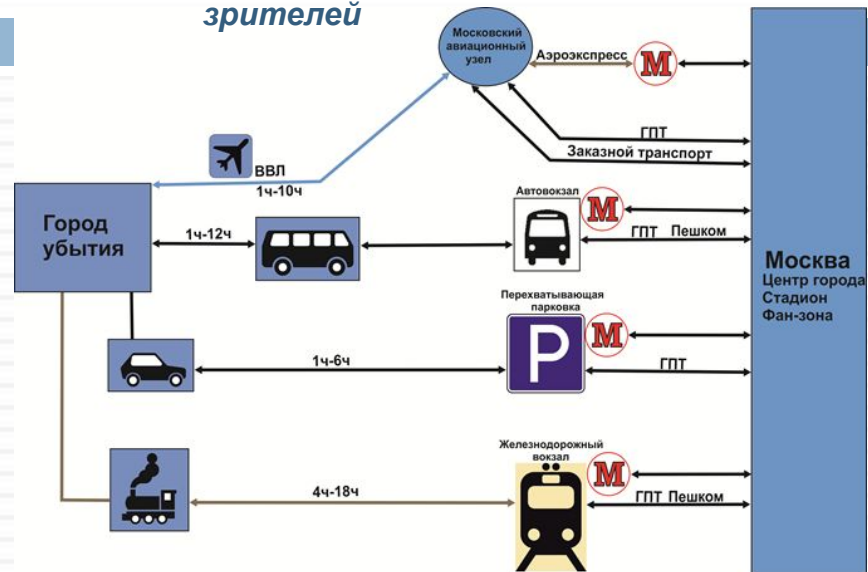 зрителей
Московский
авиационный
узел
Аэроэкспресс
М
ГПТ
Заказной транспорт
ВВЛ
1ч-10ч
Город
убытия
1ч-12ч
Автовокзал
М
ГПТ Пешком
Москва
Центр города
Стадион
Фан-зона
Перехватывающая
парковка
P
М
1ч-6ч
ГПТ
Железнодорожный
вокзал
М
4ч-18ч
ГПТ Пешком